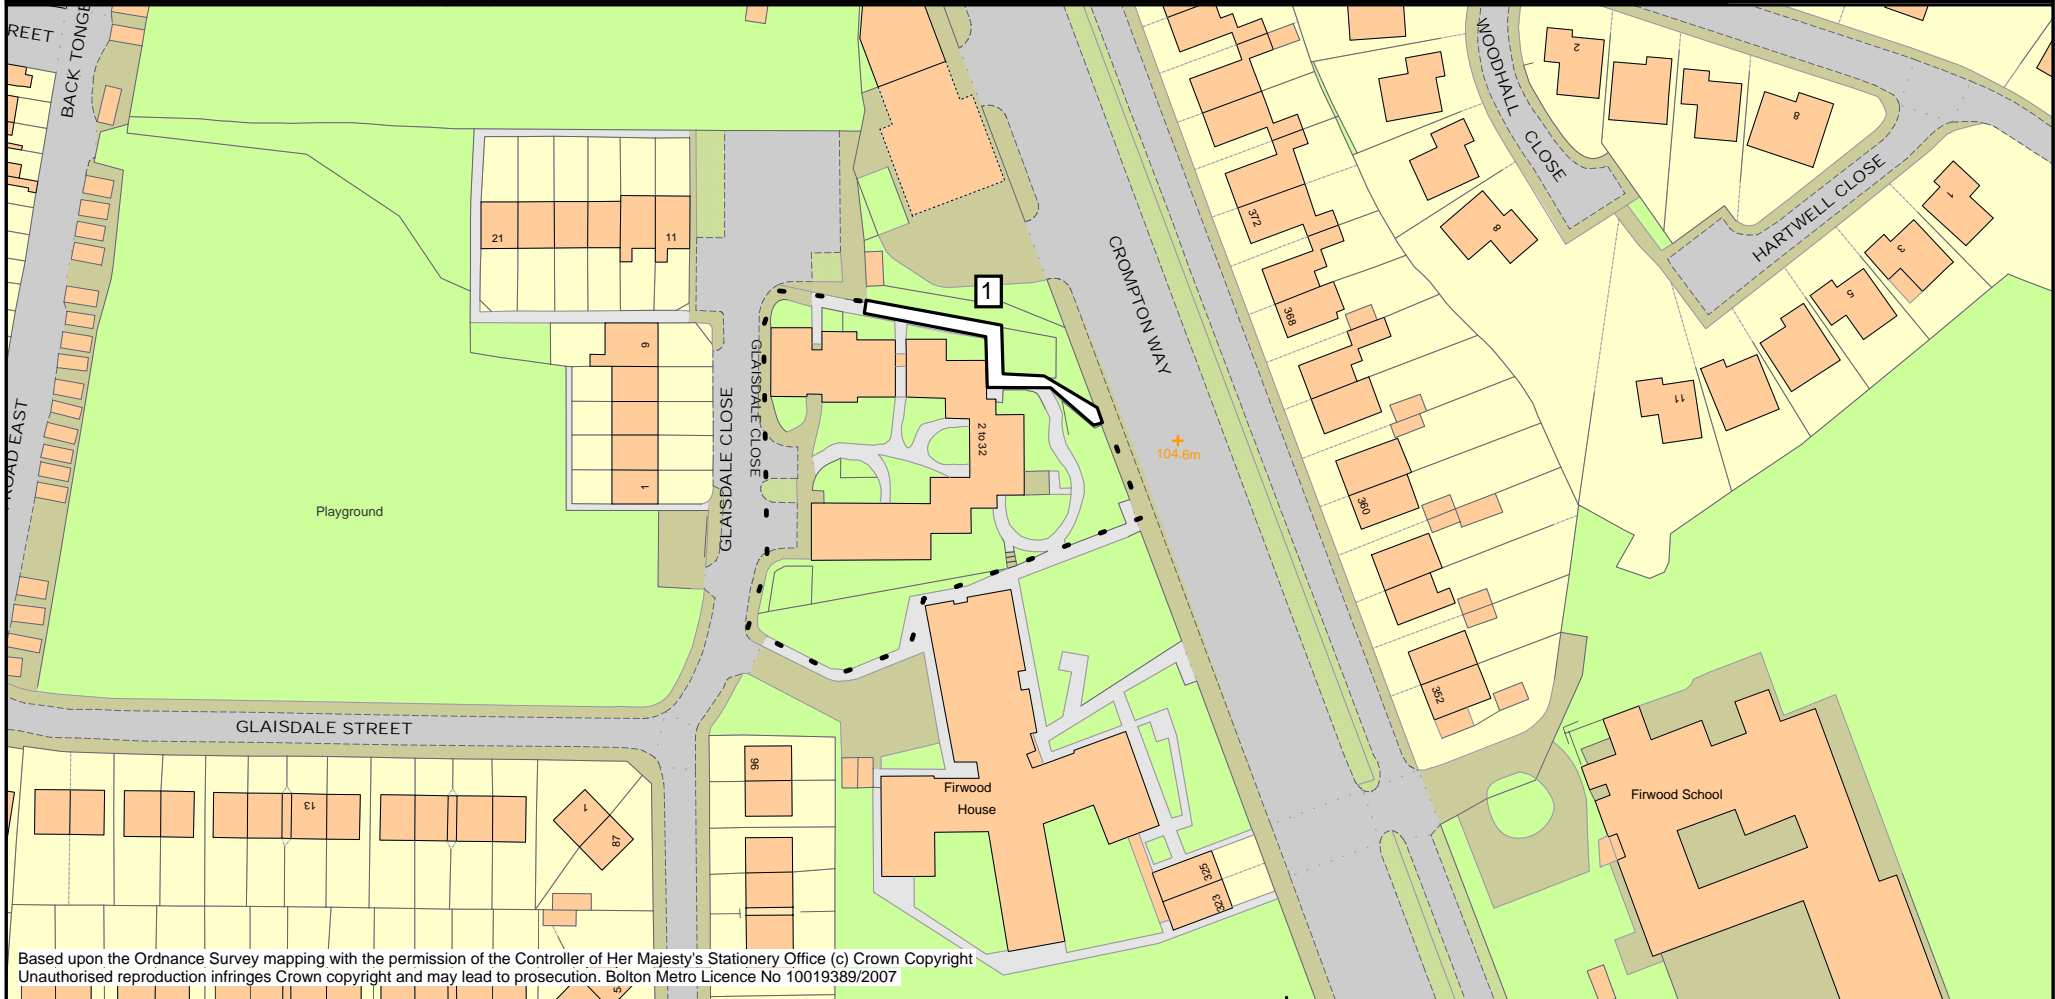 REET
BACK TONGE
WOODHALL CLOSE
2
8
HARTWELL CLOSE
1
3
5
11
8
372
368
360
352
21
11
9
1
1
CROMPTON WAY
GLAISDALE CLOSE
GLAISDALE CLOSE
2 to 32
104.6m
ROAD EAST
Playground
GLAISDALE STREET
13
1
87
96
Firwood
House
325
323
Firwood School
5
Based upon the Ordnance Survey mapping with the permission of the Controller of Her Majesty's Stationery Office (c) Crown Copyright
Unauthorised reproduction infringes Crown copyright and may lead to prosecution. Bolton Metro Licence No 10019389/2007